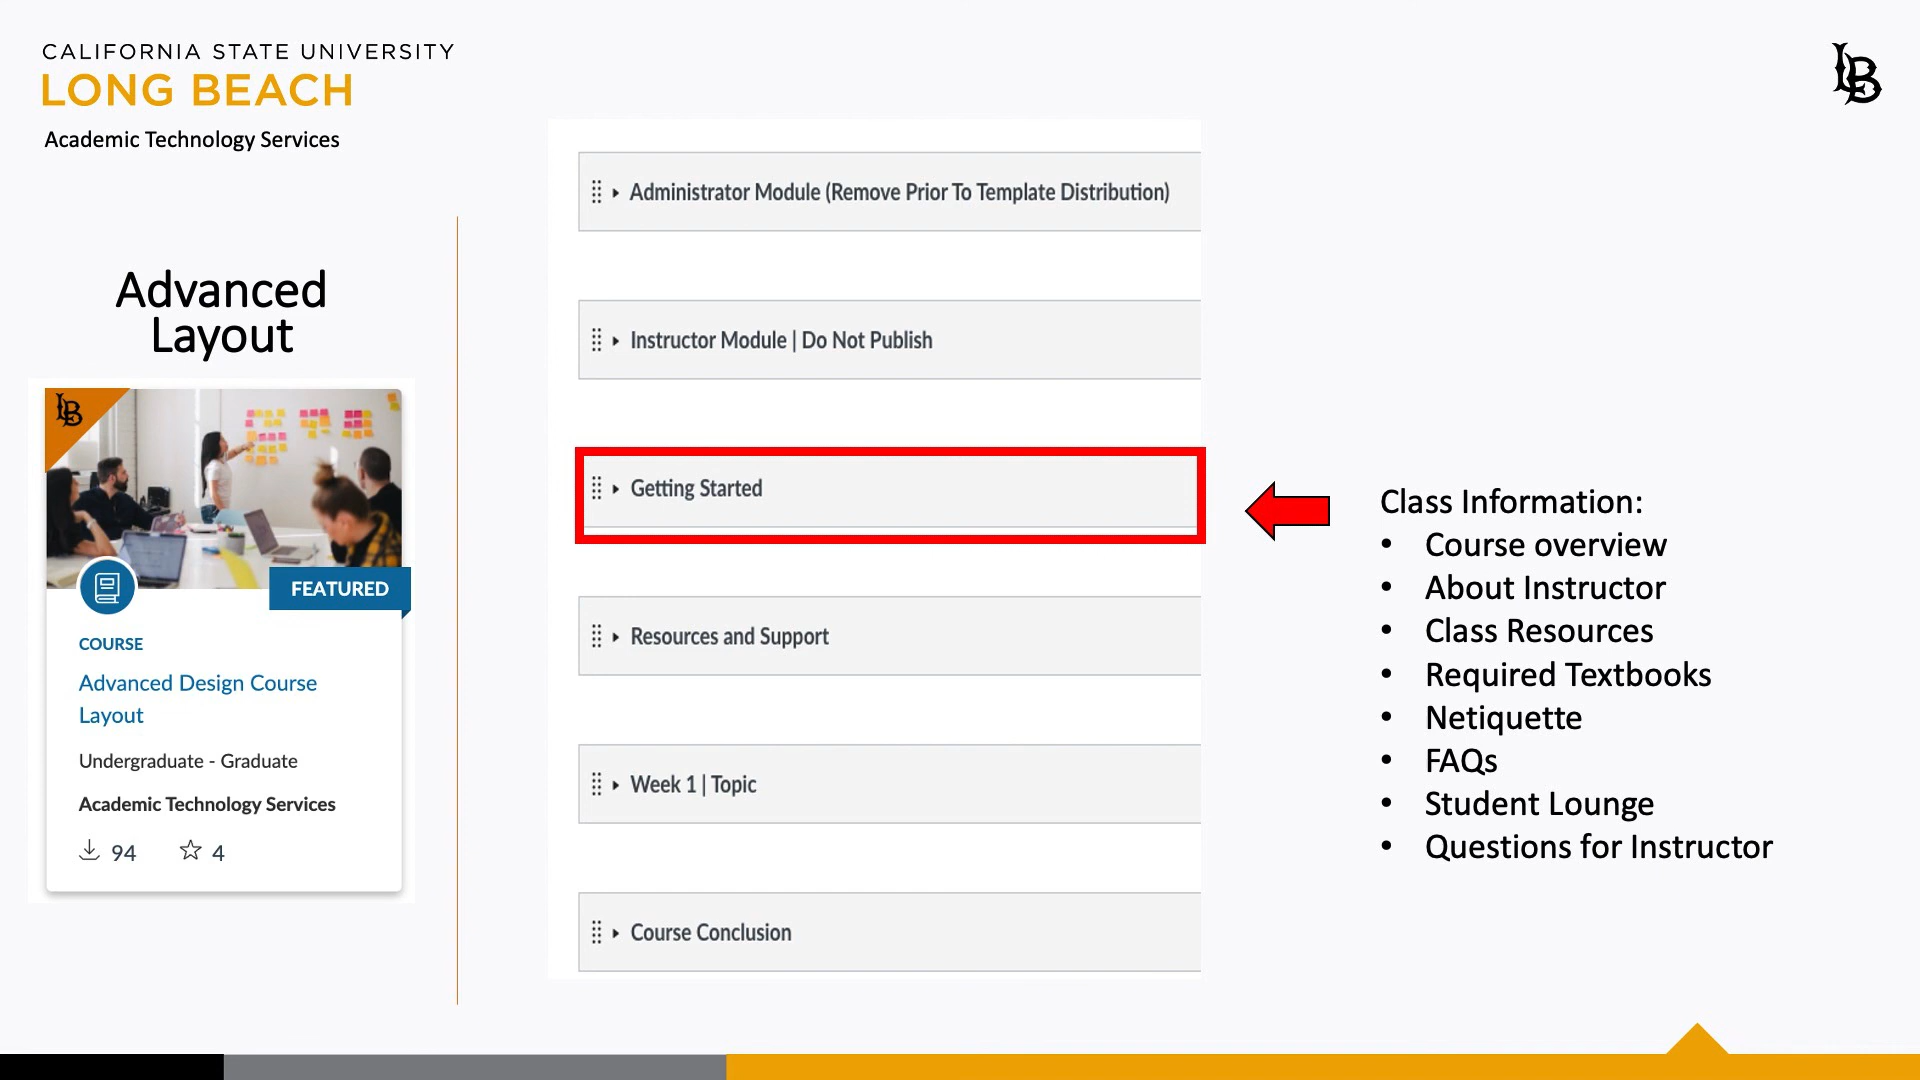 CALIFORNIA STATE UNIVERSITY
LONG BEACH
Academic Technology Services
LB
Advanced
Layout
LB
FEATURED
COURSE
Advanced Design Course
Layout
Undergraduate - Graduate
Academic Technology Services
94 4
Administrator Module (Remove Prior To Template Distribution)
Instructor Module | Do Not Publish
Getting Started
Resources and Support
Week 1 | Topic
Course Conclusion
Class Information:
• Course overview
• About Instructor
• Class Resources
• Required Textbooks
• Netiquette
• FAQs
• Student Lounge
• Questions for Instructor